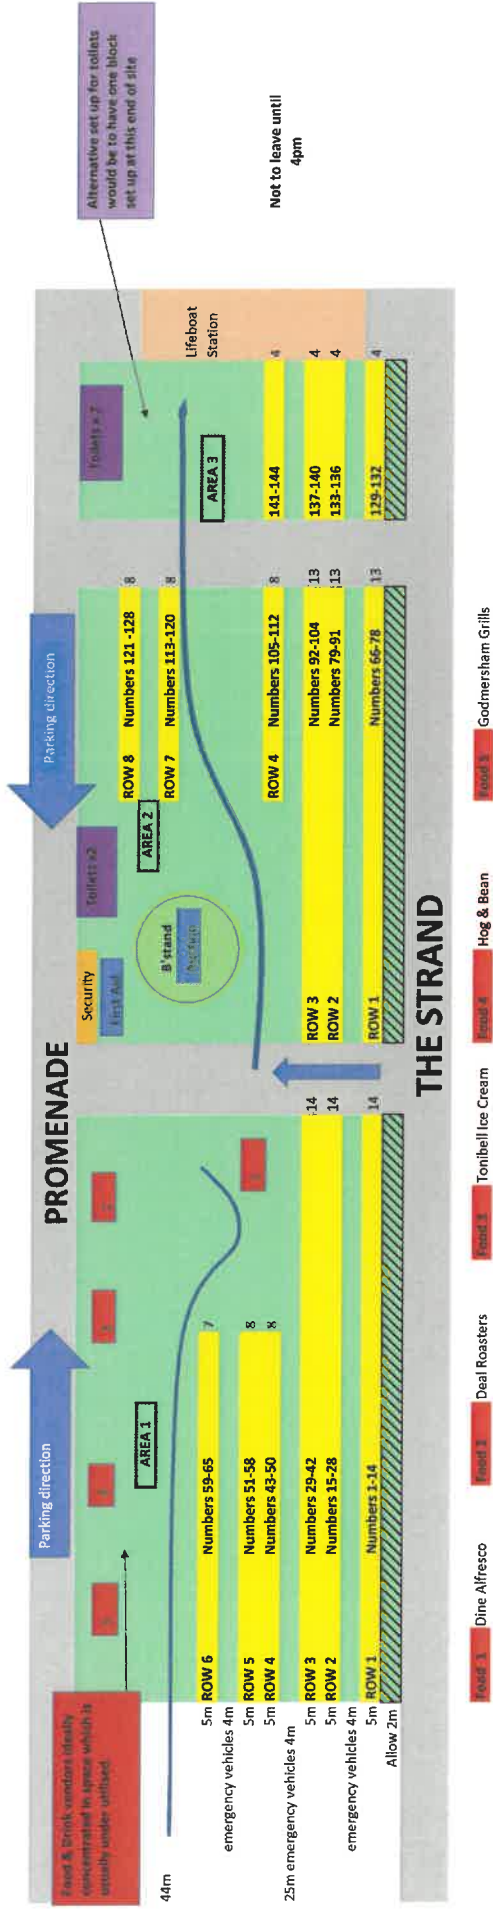 Food & Drink vendors ideally
concentrated in space which is
usually under utilised
Parking direction
PROMENADE
Parking direction
Alternative set up for toilets
would be to have one block
set up at this end of site
Security
First Aid
Toilets x2
Toilets x 2
AREA 1
B'stand
AREA 2
AREA 3
Lifeboat
Station
Not to leave until
4pm
44m
ROW 8 Numbers 121 -128 8
5m ROW 6 Numbers 59-65 7
ROW 7 Numbers 113-120 8
emergency vehicles 4m
5m ROW 5 Numbers 51-58 8
5m ROW 4 Numbers 43-50 8
ROW 4 Numbers 105-112 8
141-144 4
25m emergency vehicles 4m
5m ROW 3 Numbers 29-42 14
ROW 3 Numbers 92-104 13
137-140 4
5m ROW 2 Numbers 15-28 14
ROW 2 Numbers 79-91 13
133-136 4
emergency vehicles 4m
5m ROW 1 Numbers 1-14 14
ROW 1 Numbers 66-78 13
129-132 4
Allow 2m
THE STRAND
Food 1 Dine Alfresco
Food 2 Deal Roasters
Food 3 Tonibell Ice Cream
Food 4 Hog & Bean
Food 5 Godmersham Grills